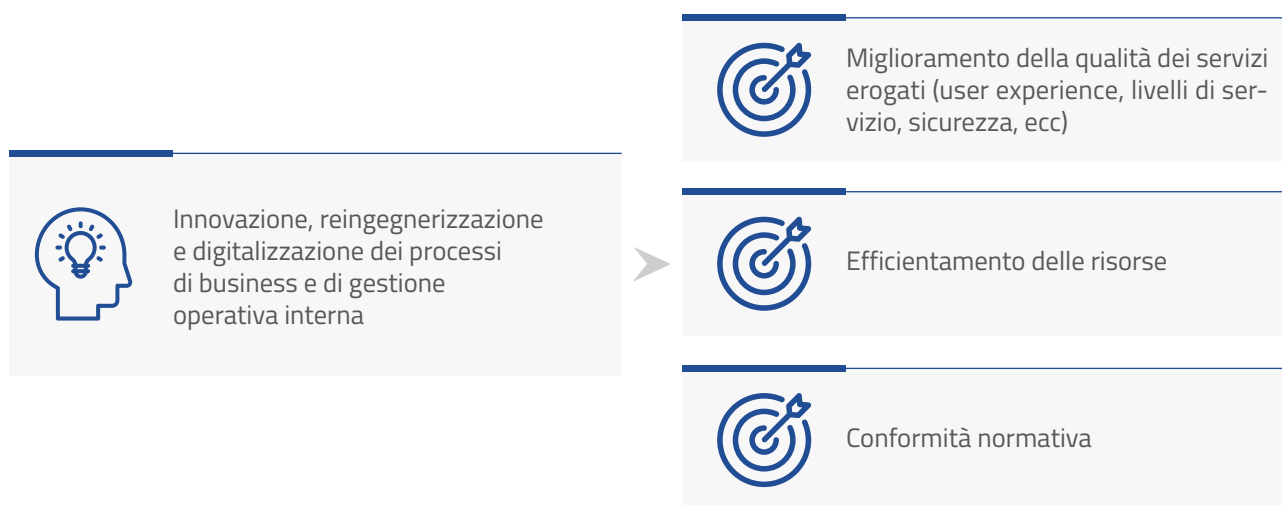 Innovazione, reingegnerizzazione
e digitalizzazione dei processi
di business e di gestione
operativa interna
Miglioramento della qualità dei servizi
erogati (user experience, livelli di ser-
vizio, sicurezza, ecc)
Efficientamento delle risorse
Conformità normativa